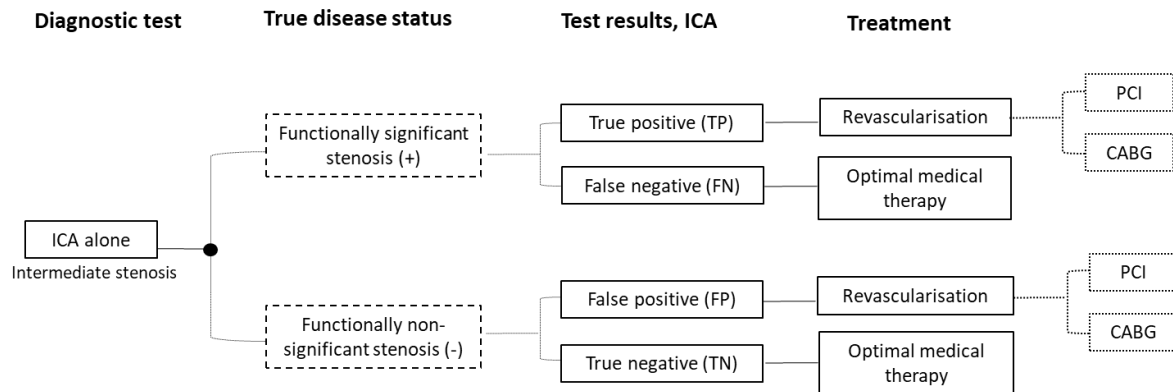 Diagnostic test
True disease status
Test results, ICA
Treatment
ICA alone
Intermediate stenosis
Functionally significant
stenosis (+)
True positive (TP)
Revascularisation
PCI
CABG
False negative (FN)
Optimal medical
therapy
Functionally non-
significant stenosis (-)
False positive (FP)
Revascularisation
PCI
CABG
True negative (TN)
Optimal medical
therapy